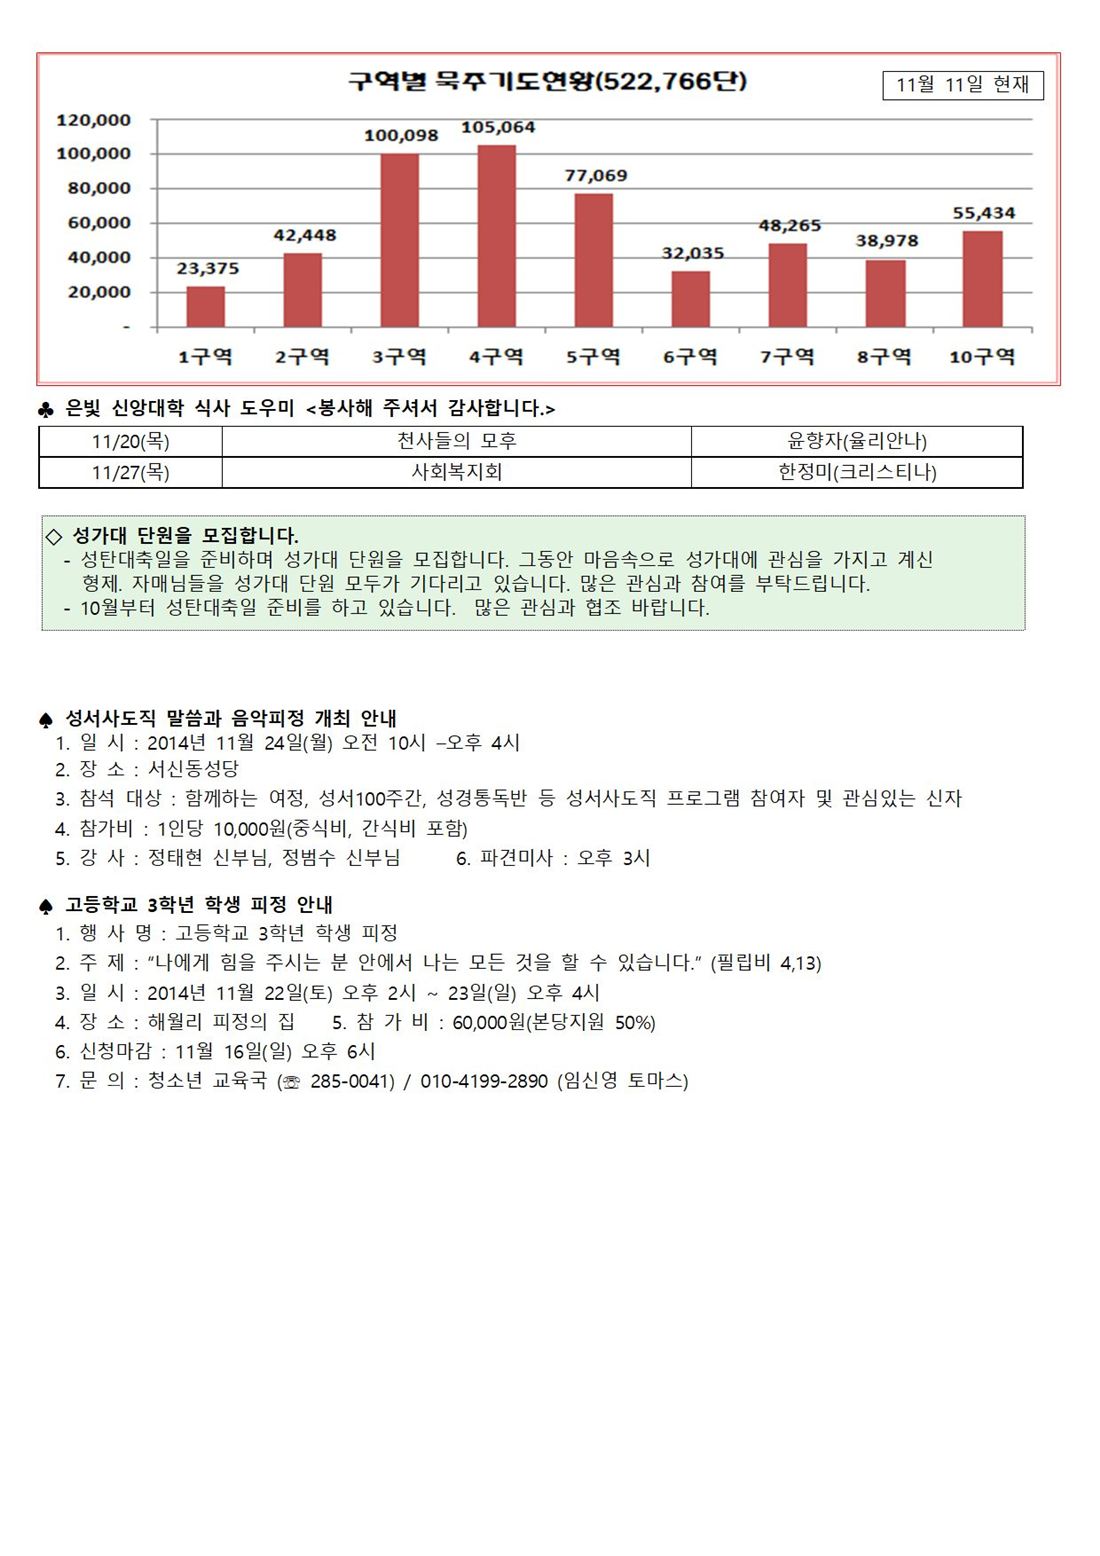 구역별 묵주기도현황(522,766단)
11월 11일 현재
120,000
100,000
80,000
60,000
40,000
20,000
-
23,375
42,448
100,098
105,064
77,069
32,035
48,265
38,978
55,434
1구역 2구역 3구역 4구역 5구역 6구역 7구역 8구역 10구역
♣ 은빛 신앙대학 식사 도우미 <봉사해 주셔서 감사합니다.>
11/20(목) 천사들의 모후 윤향자(율리안나)
11/27(목) 사회복지회 한정미(크리스티나)
◇ 성가대 단원을 모집합니다.
- 성탄대축일을 준비하며 성가대 단원을 모집합니다. 그동안 마음속으로 성가대에 관심을 가지고 계신
형제. 자매님들을 성가대 단원 모두가 기다리고 있습니다. 많은 관심과 참여를 부탁드립니다.
- 10월부터 성탄대축일 준비를 하고 있습니다. 많은 관심과 협조 바랍니다.
♠ 성서사도직 말씀과 음악피정 개최 안내
1. 일 시 : 2014년 11월 24일(월) 오전 10시 –오후 4시
2. 장 소 : 서신동성당
3. 참석 대상 : 함께하는 여정, 성서100주간, 성경통독반 등 성서사도직 프로그램 참여자 및 관심있는 신자
4. 참가비 : 1인당 10,000원(중식비, 간식비 포함)
5. 강 사 : 정태현 신부님, 정범수 신부님 6. 파견미사 : 오후 3시
♠ 고등학교 3학년 학생 피정 안내
1. 행 사 명 : 고등학교 3학년 학생 피정
2. 주 제 : “나에게 힘을 주시는 분 안에서 나는 모든 것을 할 수 있습니다.” (필립비 4,13)
3. 일 시 : 2014년 11월 22일(토) 오후 2시 ~ 23일(일) 오후 4시
4. 장 소 : 해월리 피정의 집 5. 참 가 비 : 60,000원(본당지원 50%)
6. 신청마감 : 11월 16일(일) 오후 6시
7. 문 의 : 청소년 교육국 (☏ 285-0041) / 010-4199-2890 (임신영 토마스)